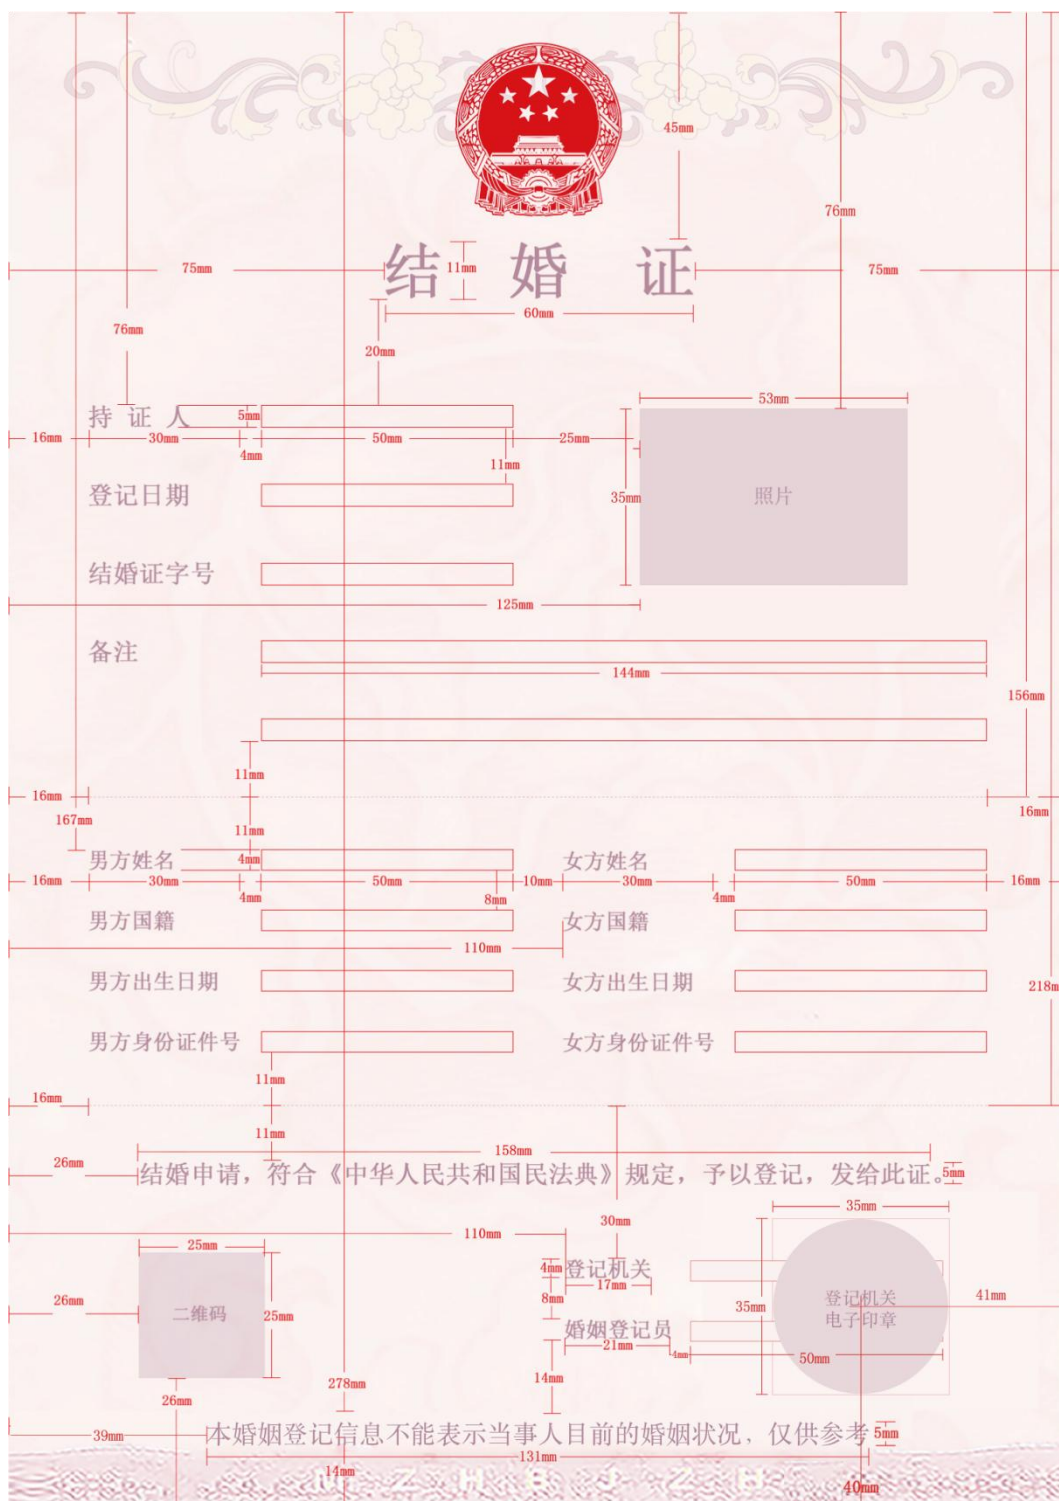 45mm
76mm
结 婚 证
75mm
11mm
75mm
60mm
76mm
20mm
53mm
持 证 人
5mm
16mm
30mm
50mm
25mm
4mm
11mm
登记日期
35mm
照片
结婚证字号
125mm
备注
144mm
156mm
11mm
16mm
16mm
167mm
11mm
男方姓名
4mm
女方姓名
16mm
30mm
50mm
10mm
30mm
50mm
16mm
4mm
8mm
4mm
男方国籍
女方国籍
110mm
男方出生日期
女方出生日期
218m
男方身份证件号
女方身份证件号
11mm
16mm
11mm
158mm
26mm
结婚申请，符合《中华人民共和国民法典》规定，予以登记，发给此证。
5mm
35mm
30mm
110mm
25mm
4mm
登记机关
17mm
8mm
26mm
二维码
25mm
35mm
登记机关
电子印章
41mm
婚姻登记员
21mm
4mm
50mm
14mm
278mm
26mm
39mm
本婚姻登记信息不能表示当事人目前的婚姻状况，仅供参考
5mm
131mm
14mm
M Z H B J Z H
40mm